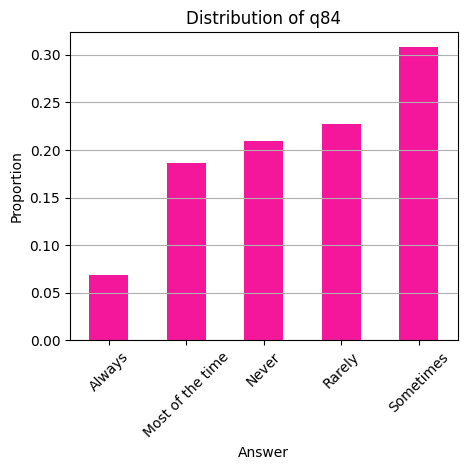 Distribution of q84
0.30
0.25
0.20
0.15
0.10
0.05
0.00
Proportion
Always
Most of the time
Never
Rarely
Sometimes
Answer